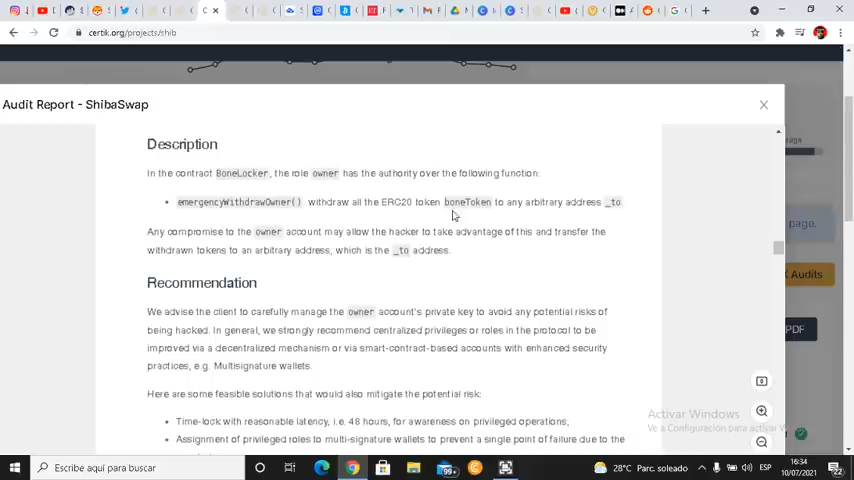 certik.org/projects/shib
Audit Report - ShibaSwap
Description
In the contract BoneLocker, the role owner has the authority over the following function:
• emergencyWithdrawOwner() withdraw all the ERC20 token boneToken to any arbitrary address _to
Any compromise to the owner account may allow the hacker to take advantage of this and transfer the
withdrawn tokens to an arbitrary address, which is the _to address.
Recommendation
We advise the client to carefully manage the owner account's private key to avoid any potential risks of
being hacked. In general, we strongly recommend centralized privileges or roles in the protocol to be
improved via a decentralized mechanism or via smart-contract-based accounts with enhanced security
practices, e.g. Multisignature wallets.
Here are some feasible solutions that would also mitigate the potential risk:
• Time-lock with reasonable latency, i.e. 48 hours, for awareness on privileged operations;
• Assignment of privileged roles to multi-signature wallets to prevent a single point of failure due to the
page.
Audits
PDF
Activar Windows
Ve a Configuración para activar W
Escribe aquí para buscar
99+
28°C Parc. soleado
ESP
16:34
10/07/2021